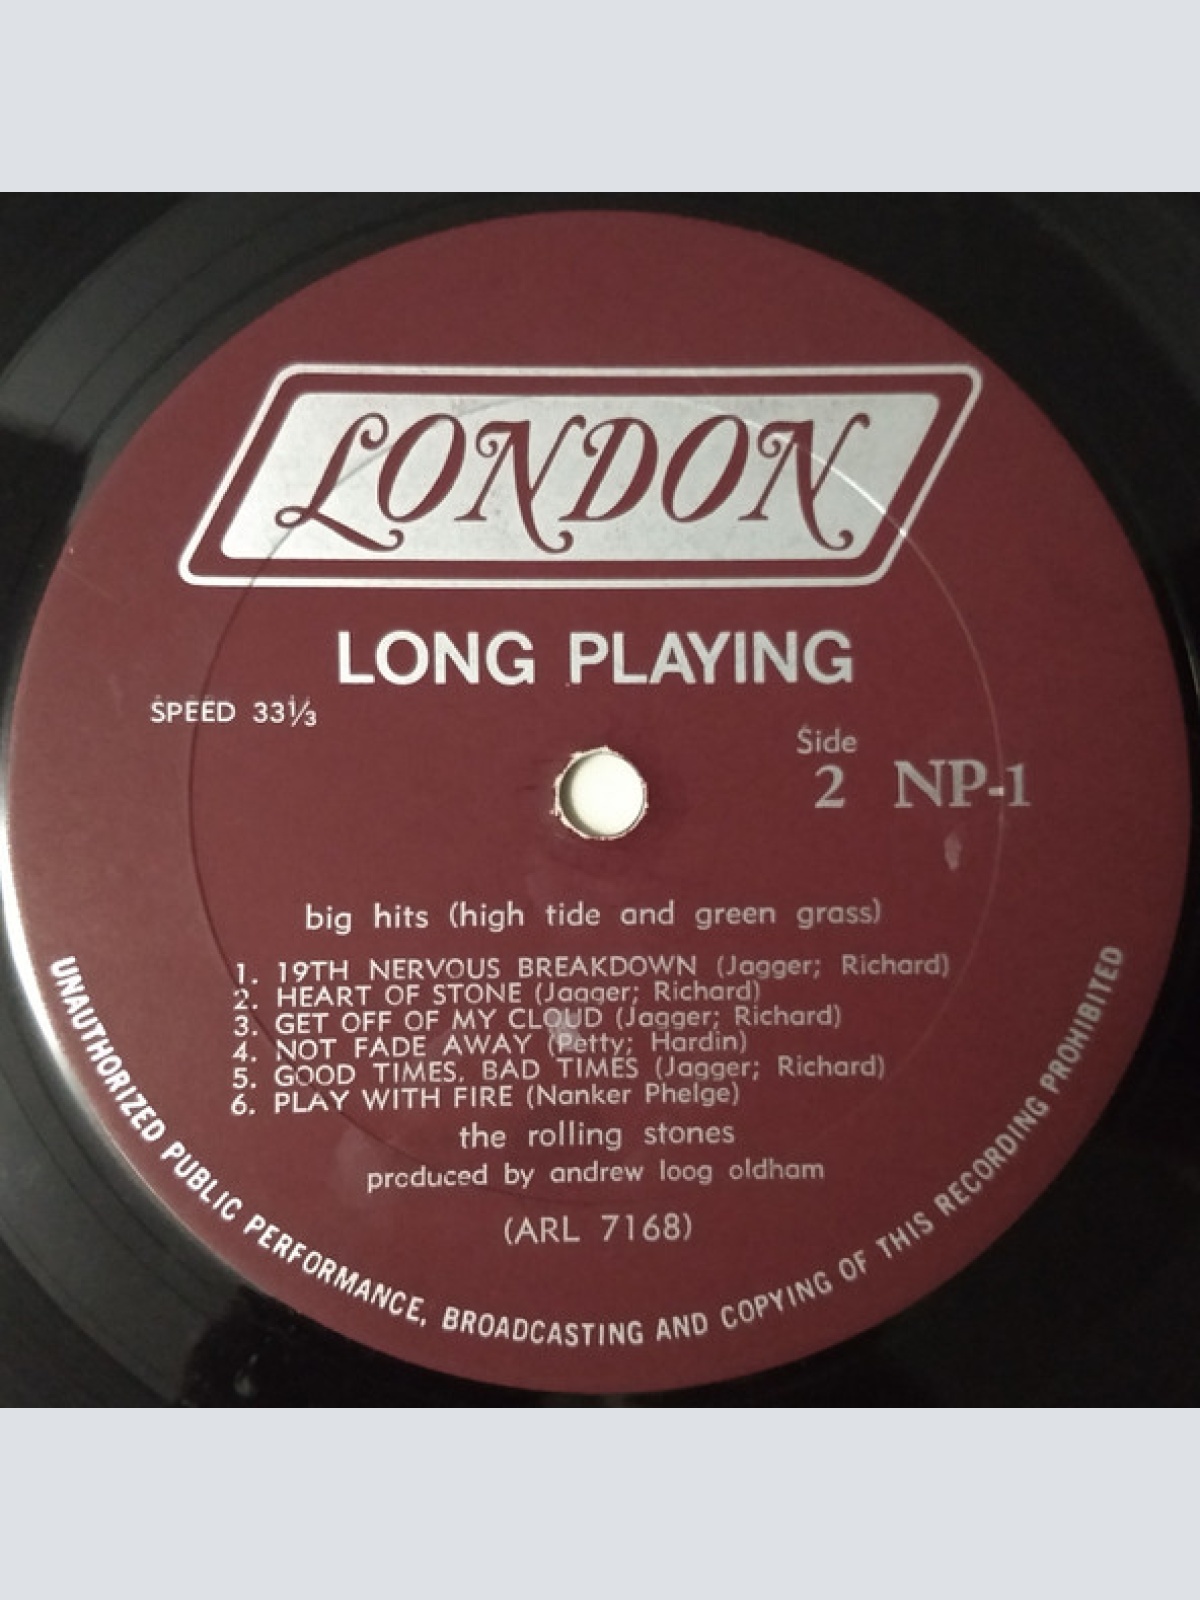 LONDON
LONG PLAYING
SPEED 33⅓
Side
2 NP-1
big hits (high tide and green grass)
1. 19TH NERVOUS BREAKDOWN (Jagger; Richard)
2. HEART OF STONE (Jagger; Richard)
3. GET OFF OF MY CLOUD (Jagger; Richard)
4. NOT FADE AWAY (Petty; Hardin)
5. GOOD TIMES, BAD TIMES (Jagger; Richard)
6. PLAY WITH FIRE (Nanker Phelge)
the rolling stones
produced by andrew loog oldham
(ARL 7168)
UNAUTHORIZED PUBLIC PERFORMANCE, BROADCASTING AND COPYING OF THIS RECORDING PROHIBITED